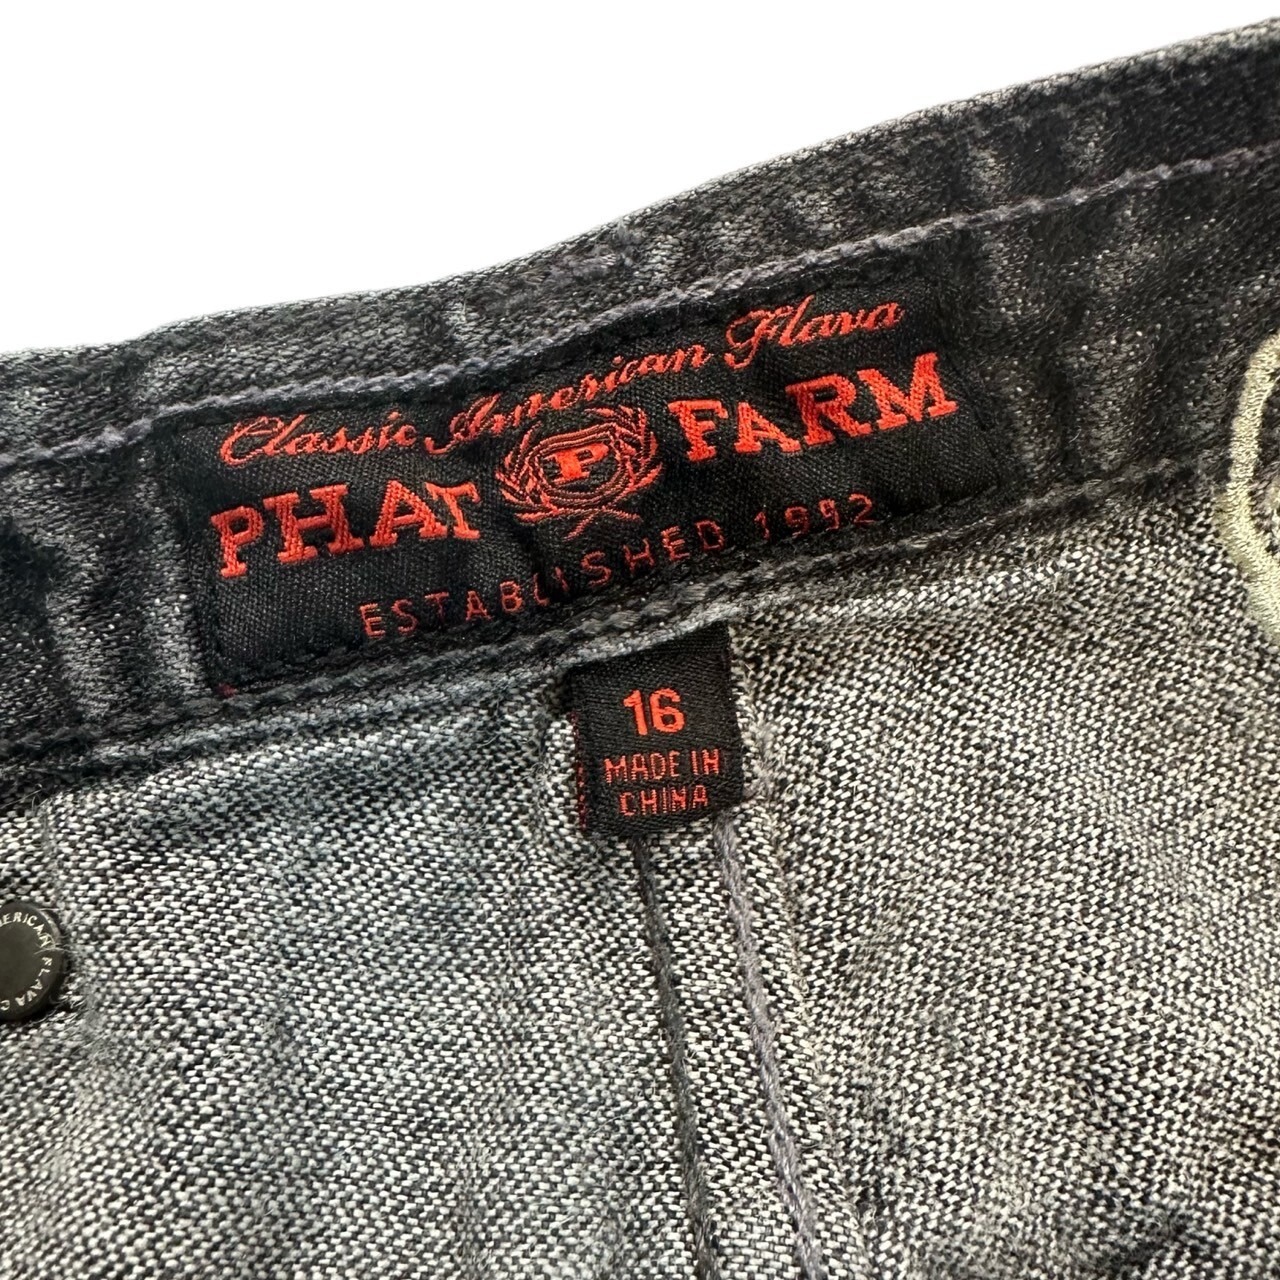 Classic American Flava
PHAT P FARM
ESTABLISHED 1992
16
MADE IN
CHINA
AMERICAN FLAVA